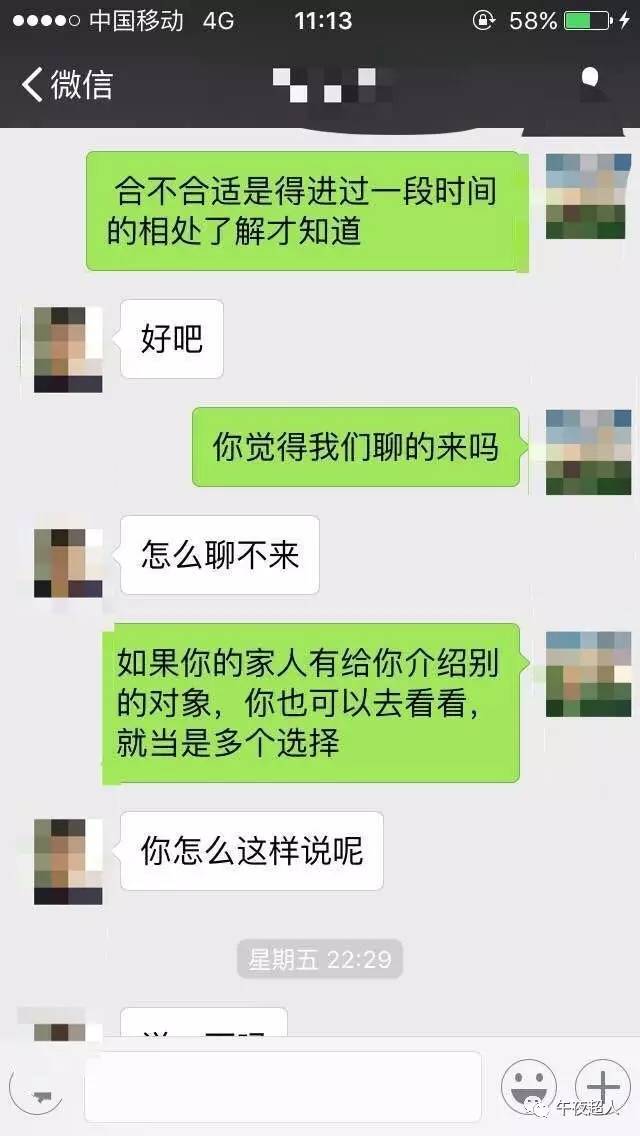 中国移动 4G 11:13 58%
微信
合不合适是得进过一段时间
的相处了解才知道
好吧
你觉得我们聊的来吗
怎么聊不来
如果你的家人有给你介绍别
的对象，你也可以去看看，
就当是多个选择
你怎么这样说呢
星期五 22:29
午夜超人